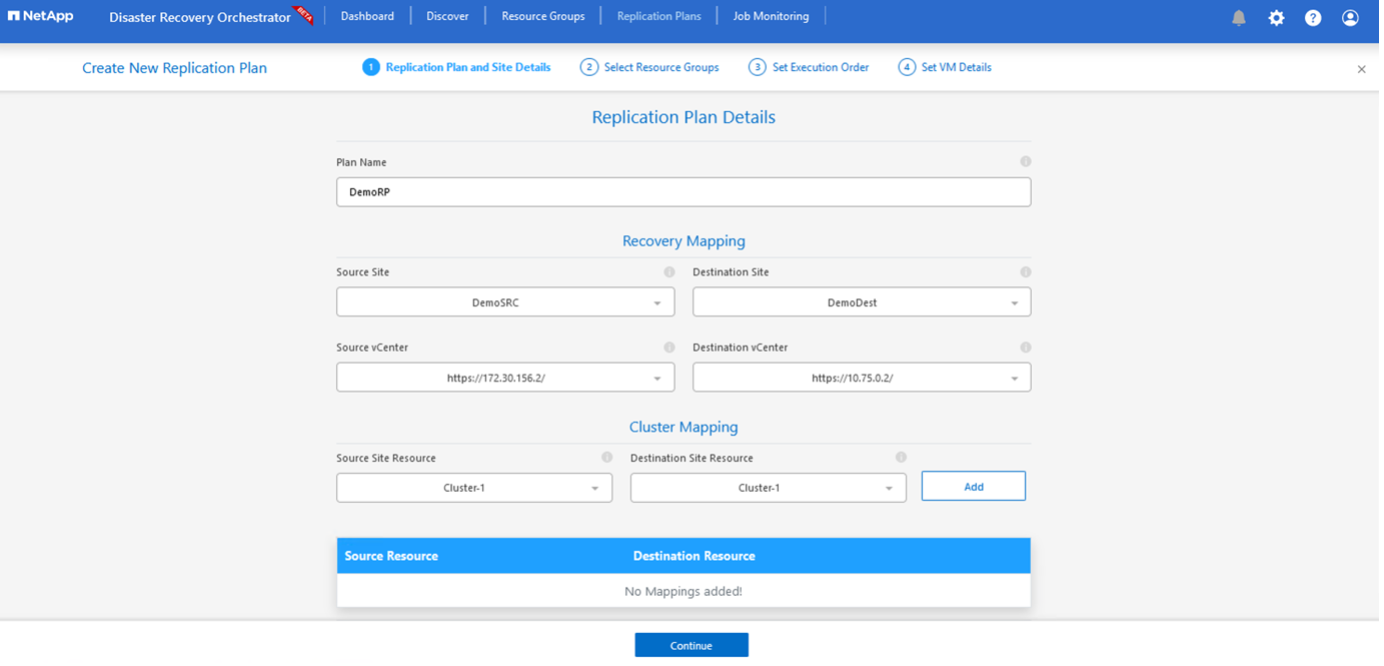 NetApp Disaster Recovery Orchestrator BETA Dashboard Discover Resource Groups Replication Plans Job Monitoring ?
Create New Replication Plan 1 Replication Plan and Site Details 2 Select Resource Groups 3 Set Execution Order 4 Set VM Details
Replication Plan Details
Plan Name
DemoRP
Recovery Mapping
Source Site Destination Site
DemoSRC DemoDest
Source vCenter Destination vCenter
https://172.30.156.2/ https://10.75.0.2/
Cluster Mapping
Source Site Resource Destination Site Resource
Cluster-1 Cluster-1 Add
Source Resource Destination Resource
No Mappings added!
Continue